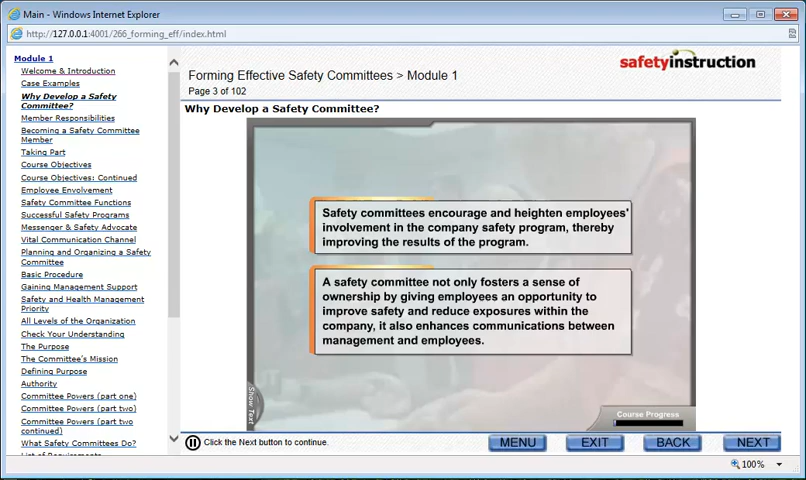 Main - Windows Internet Explorer
http://127.0.0.1:4001/266_forming_eff/index.html
Module 1
Welcome & Introduction
Case Examples
Why Develop a Safety
Committee?
Member Responsibilities
Becoming a Safety Committee
Member
Taking Part
Course Objectives
Course Objectives: Continued
Employee Envolvement
Safety Committee Functions
Successful Safety Programs
Messenger & Safety Advocate
Vital Communication Channel
Planning and Organizing a Safety
Committee
Basic Procedure
Gaining Management Support
Safety and Health Management
Priority
All Levels of the Organization
Check Your Understanding
The Purpose
The Committee's Mission
Defining Purpose
Authority
Committee Powers (part one)
Committee Powers (part two)
Committee Powers (part two
continued)
What Safety Committees Do?
List of Requirements
safetyinstruction
Forming Effective Safety Committees > Module 1
Page 3 of 102
Why Develop a Safety Committee?
Safety committees encourage and heighten employees'
involvement in the company safety program, thereby
improving the results of the program.
A safety committee not only fosters a sense of
ownership by giving employees an opportunity to
improve safety and reduce exposures within the
company, it also enhances communications between
management and employees.
Show Text
Course Progress
Click the Next button to continue.
MENU
EXIT
BACK
NEXT
100%